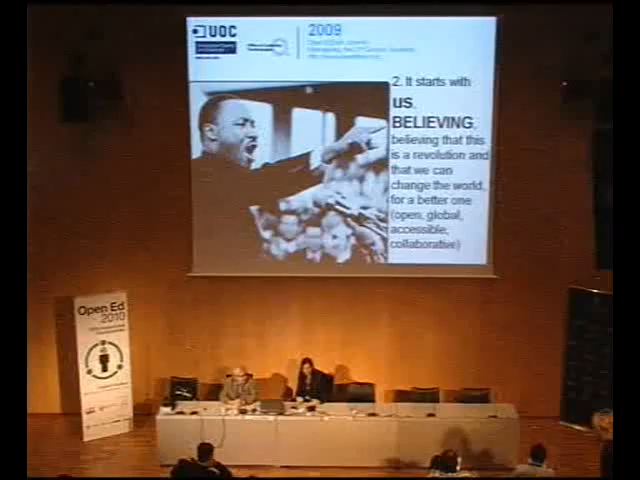 UOC
2009
2. It starts with
us,
BELIEVING,
believing that this
is a revolution and
that we can
change the world,
for a better one
(open, global,
accessible,
collaborative)
Open Ed
2010